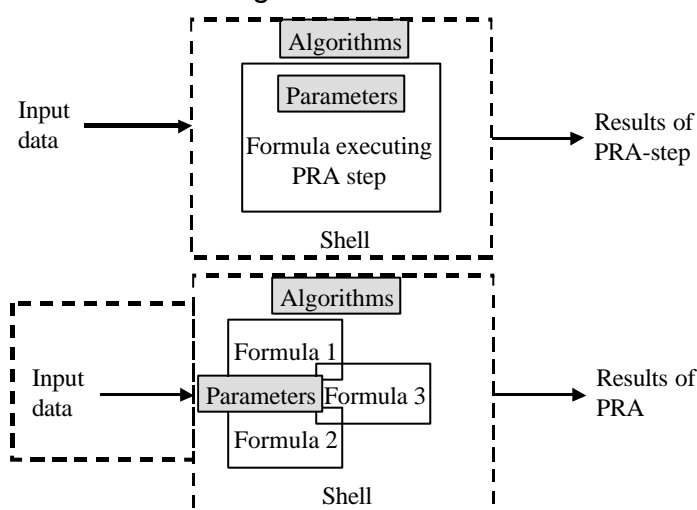 Algorithms
Parameters
Input
data
Formula executing
PRA step
Results of
PRA-step
Shell
Algorithms
Formula 1
Input
data
Parameters
Formula 3
Results of
PRA
Formula 2
Shell